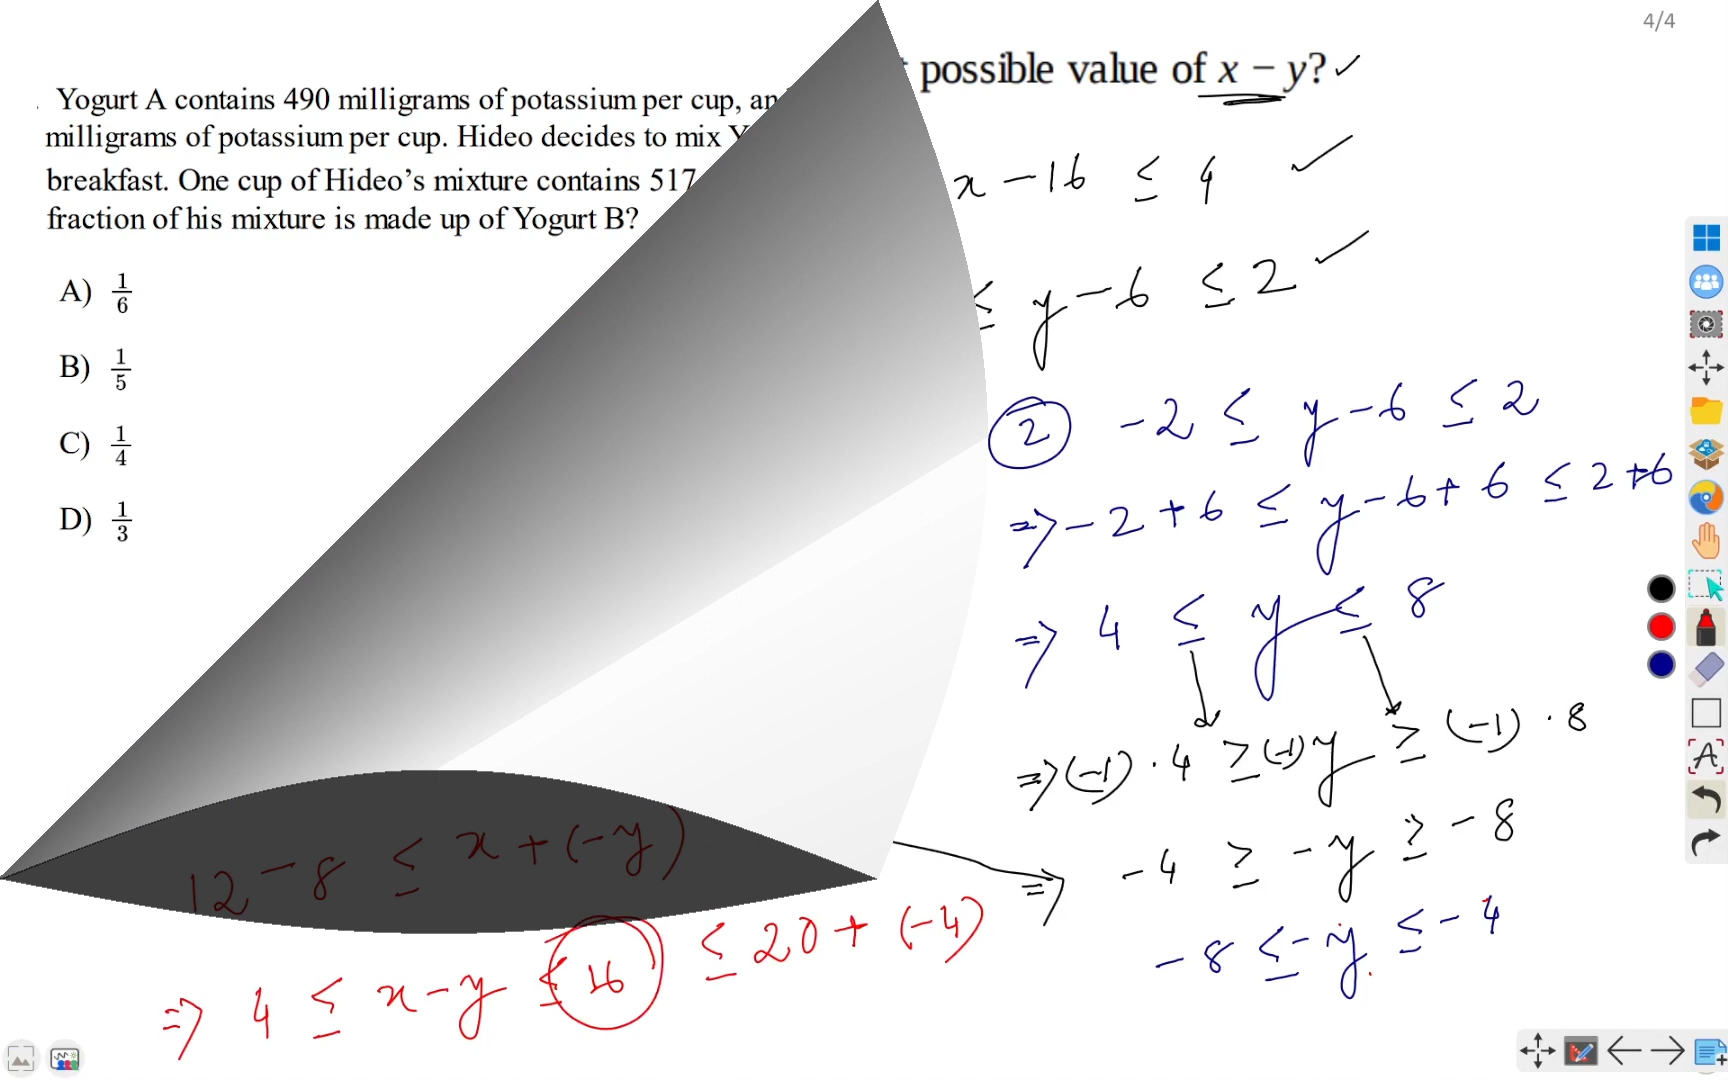 4/4
possible value of x − y? ✓
Yogurt A contains 490 milligrams of potassium per cup, an
milligrams of potassium per cup. Hideo decides to mix
breakfast. One cup of Hideo’s mixture contains 517
fraction of his mixture is made up of Yogurt B?
A) 1/6
B) 1/5
C) 1/4
D) 1/3
x − 16 ≤ 4 ✓
≤ y − 6 ≤ 2 ✓
2 −2 ≤ y − 6 ≤ 2
=> −2 + 6 ≤ y − 6 + 6 ≤ 2 + 6
=> 4 ≤ y ≤ 8
=> (−1) · 4 ≥ (−1) y ≥ (−1) · 8
=> −4 ≥ −y ≥ −8
−8 ≤ −y ≤ −4
12 − 8 ≤ x + (−y) ≤ 20 + (−4)
=> 4 ≤ x − y ≤ 16